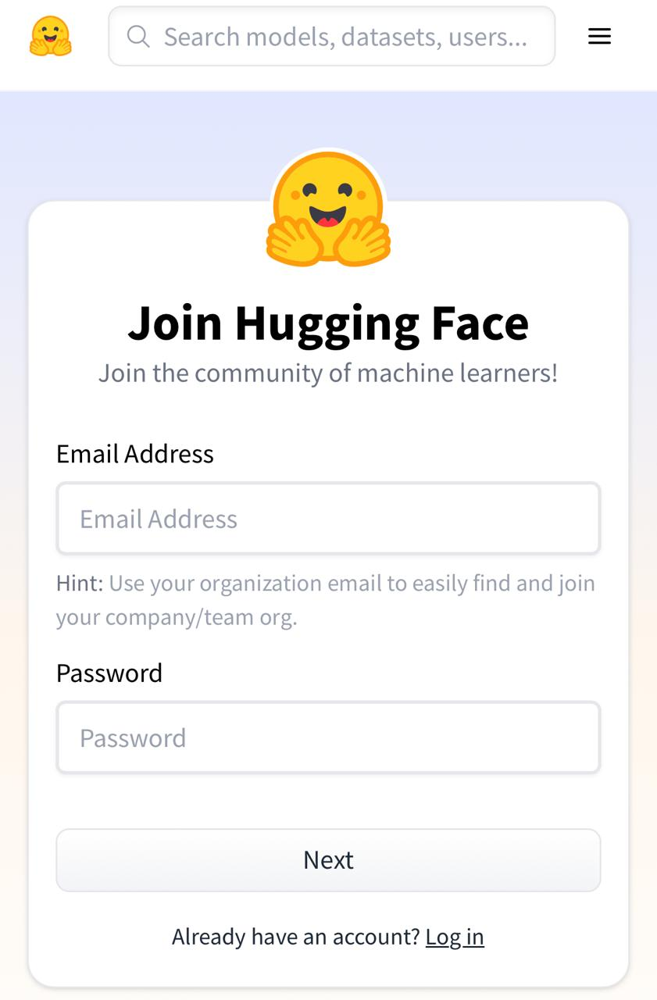 Search models, datasets, users...
Join Hugging Face
Join the community of machine learners!
Email Address
Email Address
Hint: Use your organization email to easily find and join
your company/team org.
Password
Password
Next
Already have an account? Log in